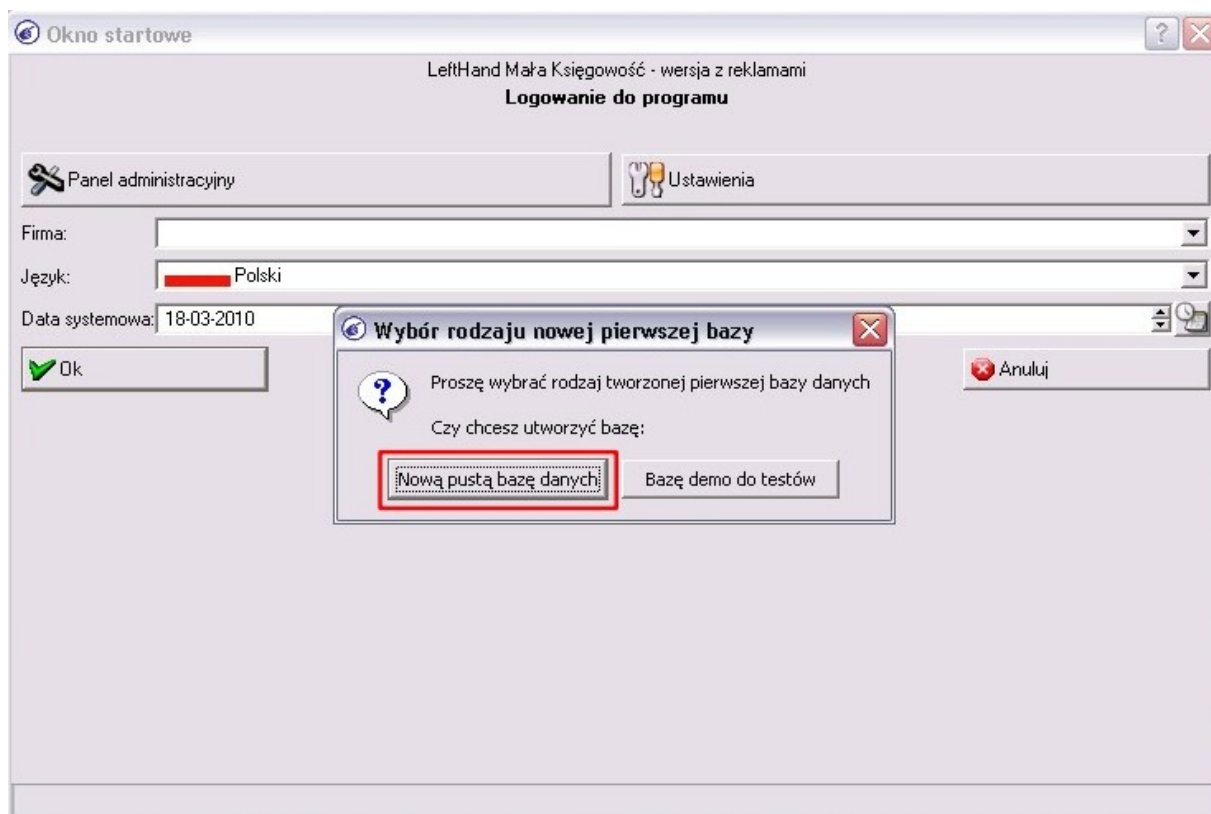 Okno startowe
LeftHand Mała Księgowość - wersja z reklamami
Logowanie do programu
Panel administracyjny
Ustawienia
Firma:
Język: Polski
Data systemowa: 18-03-2010
Ok
Anuluj
Wybór rodzaju nowej pierwszej bazy
Proszę wybrać rodzaj tworzonej pierwszej bazy danych
Czy chcesz utworzyć bazę:
Nową pustą bazę danych Bazę demo do testów